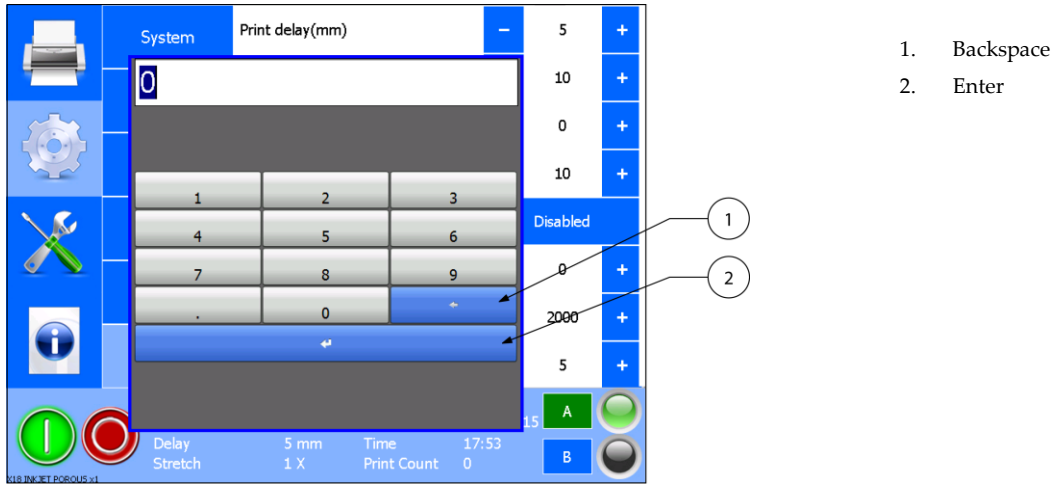 System Print delay(mm) − 5 +
0 10 +
0 +
10 +
1 2 3
4 5 6 Disabled
7 8 9 0 +
. 0 ← 2000 +
↵ 5 +
15 A
Delay 5 mm Time 17:53 B
Stretch 1 X Print Count 0
X18 INKJET POROUS x1
1
2
1. Backspace
2. Enter